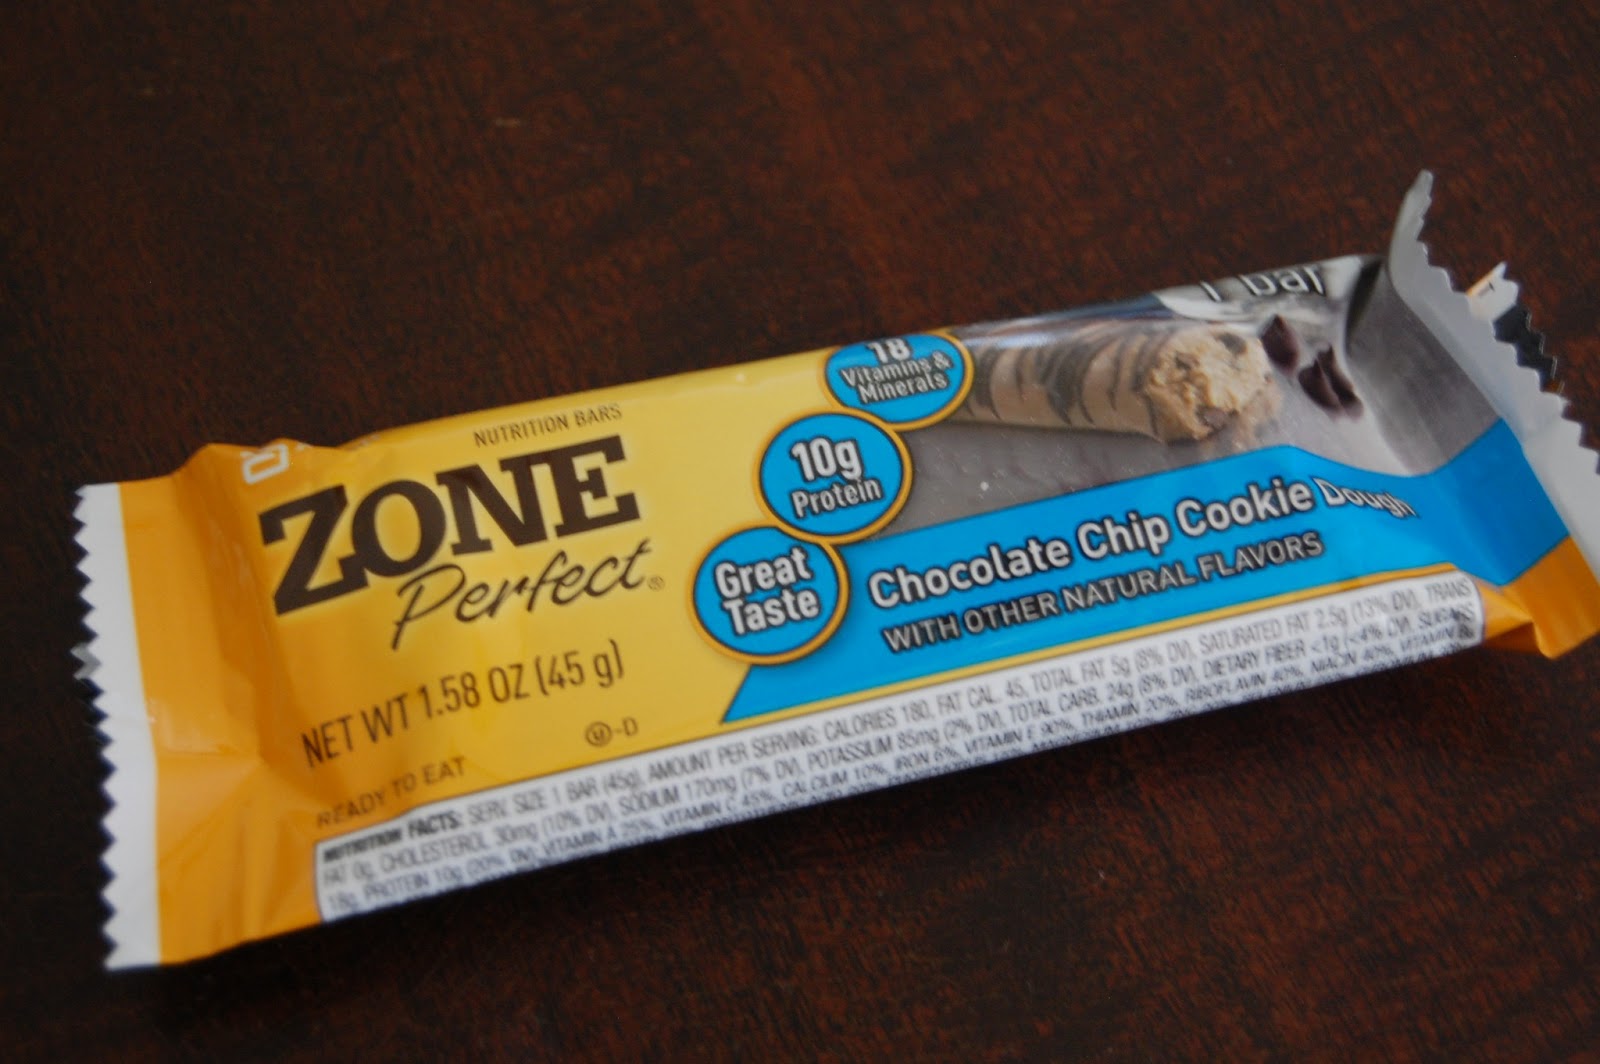 NUTRITION BARS
ZONE
Perfect®
NET WT 1.58 OZ (45 g)
U-D
READY TO EAT
18
Vitamins &
Minerals
10g
Protein
Great
Taste
1 bar
Chocolate Chip Cookie Dough
WITH OTHER NATURAL FLAVORS
NUTRITION FACTS: SERV. SIZE 1 BAR (45g), AMOUNT PER SERVING: CALORIES 180, FAT CAL. 45, TOTAL FAT 5g (8% DV), SATURATED FAT 2.5g (13% DV), TRANS
FAT 0g, CHOLESTEROL 30mg (10% DV), SODIUM 170mg (7% DV), POTASSIUM 85mg (2% DV), TOTAL CARB. 24g (8% DV), DIETARY FIBER <1g (<4% DV), SUGARS
18g, PROTEIN 10g (20% DV), VITAMIN A 25%, VITAMIN C 45%, CALCIUM 10%, IRON 6%, VITAMIN E 90%, THIAMIN 20%, RIBOFLAVIN 40%, NIACIN 40%, VITAMIN B6